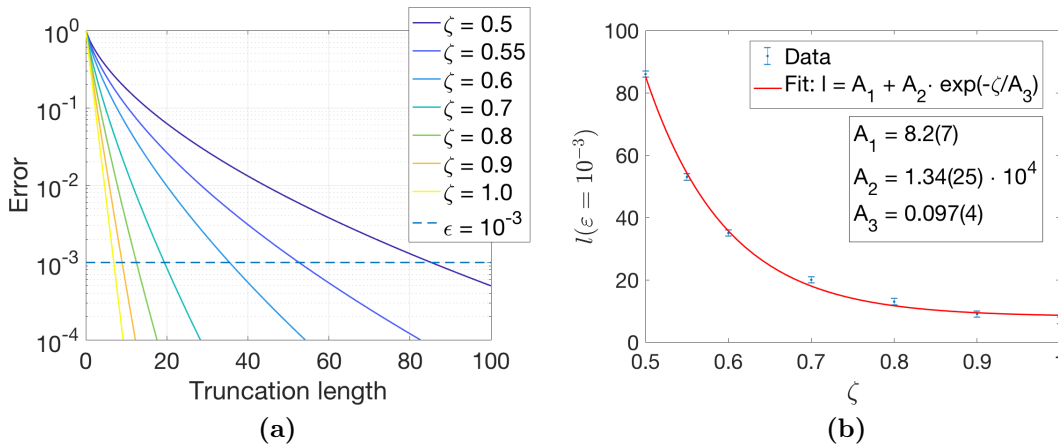 10^0
10^-1
10^-2
10^-3
10^-4
Error
0 20 40 60 80 100
Truncation length
ζ = 0.5
ζ = 0.55
ζ = 0.6
ζ = 0.7
ζ = 0.8
ζ = 0.9
ζ = 1.0
ϵ = 10^-3
(a)
100
80
60
40
20
0
l(ε = 10^−3)
0.5 0.6 0.7 0.8 0.9
ζ
Data
Fit: l = A_1 + A_2· exp(-ζ/A_3)
A_1 = 8.2(7)
A_2 = 1.34(25) · 10^4
A_3 = 0.097(4)
(b)